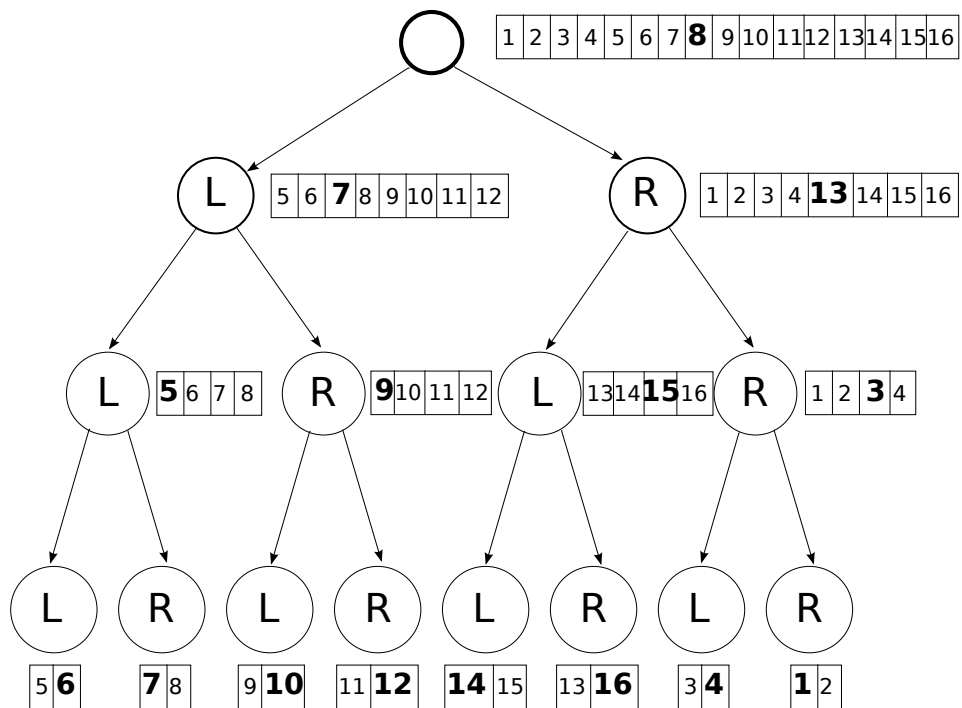 1 2 3 4 5 6 7 8 9 10 11 12 13 14 15 16
L 5 6 7 8 9 10 11 12 R 1 2 3 4 13 14 15 16
L 5 6 7 8 R 9 10 11 12 L 13 14 15 16 R 1 2 3 4
L R L R L R L R
5 6 7 8 9 10 11 12 14 15 13 16 3 4 1 2